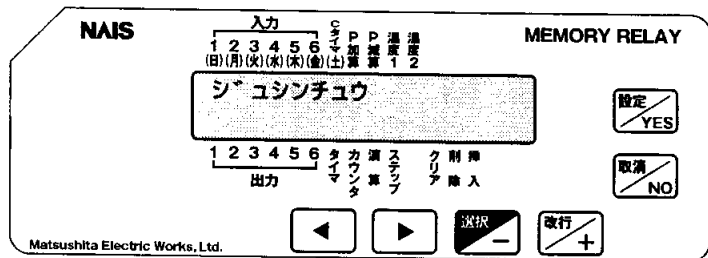 NAIS
MEMORY RELAY
入力
1 2 3 4 5 6 Cタイマ P加算 P減算 温度1 温度2
(日)(月)(火)(水)(木)(金)(土)
ジュシンチュウ
1 2 3 4 5 6 タイマ カウンタ 演算 ステップ クリア 削除 挿入
出力
設定/YES
取消/NO
選択/−
改行/+
Matsushita Electric Works, Ltd.